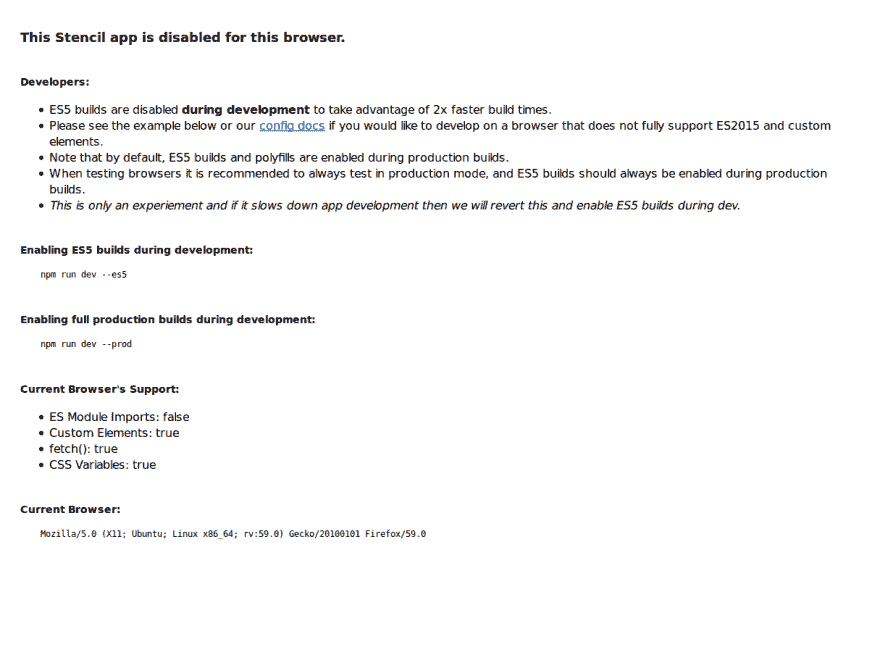 This Stencil app is disabled for this browser.
Developers:
ES5 builds are disabled during development to take advantage of 2x faster build times.
Please see the example below or our config docs if you would like to develop on a browser that does not fully support ES2015 and custom
elements.
Note that by default, ES5 builds and polyfills are enabled during production builds.
When testing browsers it is recommended to always test in production mode, and ES5 builds should always be enabled during production
builds.
This is only an experiement and if it slows down app development then we will revert this and enable ES5 builds during dev.
Enabling ES5 builds during development:
npm run dev --es5
Enabling full production builds during development:
npm run dev --prod
Current Browser's Support:
ES Module Imports: false
Custom Elements: true
fetch(): true
CSS Variables: true
Current Browser:
Mozilla/5.0 (X11; Ubuntu; Linux x86_64; rv:59.0) Gecko/20100101 Firefox/59.0